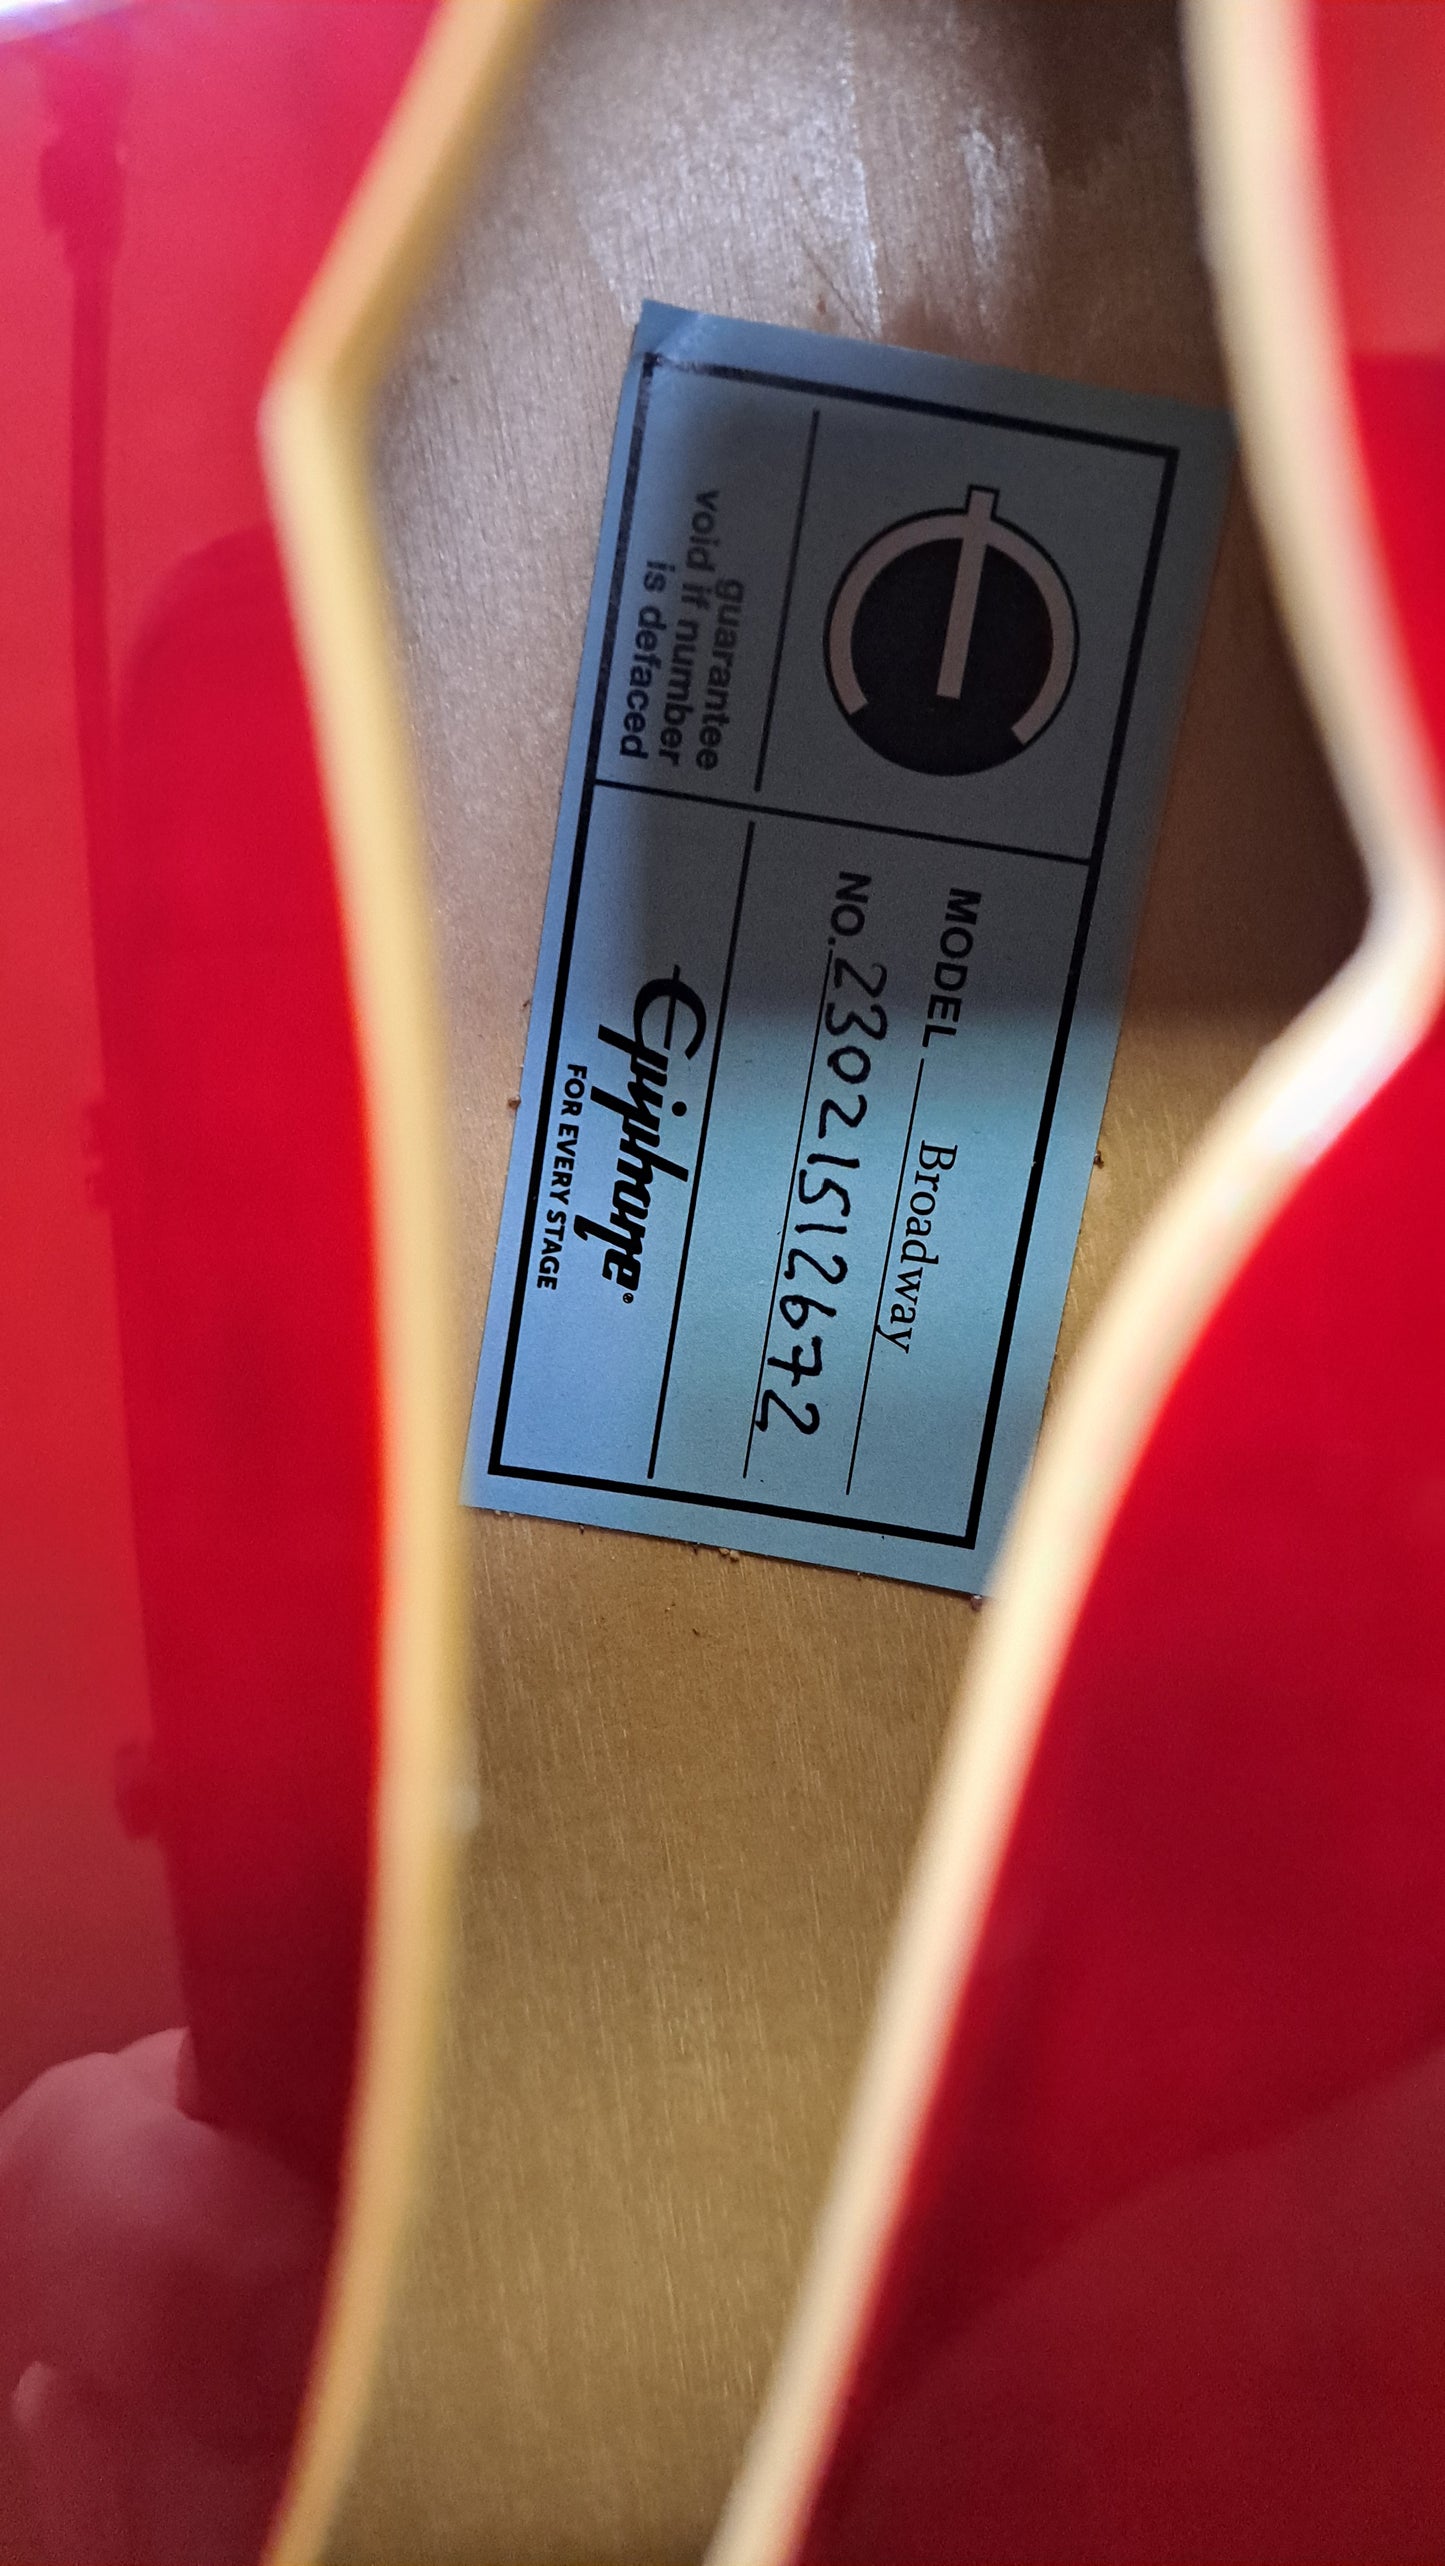 MODEL Broadway
NO. 23021512672
guarantee
void if number
is defaced
Epiphone®
FOR EVERY STAGE